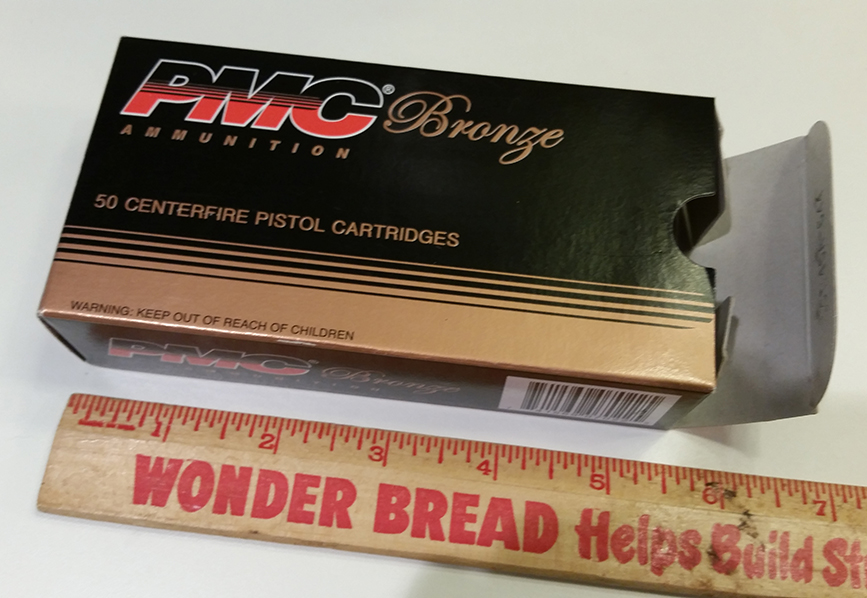 PMC® Bronze
AMMUNITION
50 CENTERFIRE PISTOL CARTRIDGES
WARNING: KEEP OUT OF REACH OF CHILDREN
PMC Bronze
AMMUNITION
1 2 3 4 5 6 7
WONDER BREAD Helps Build